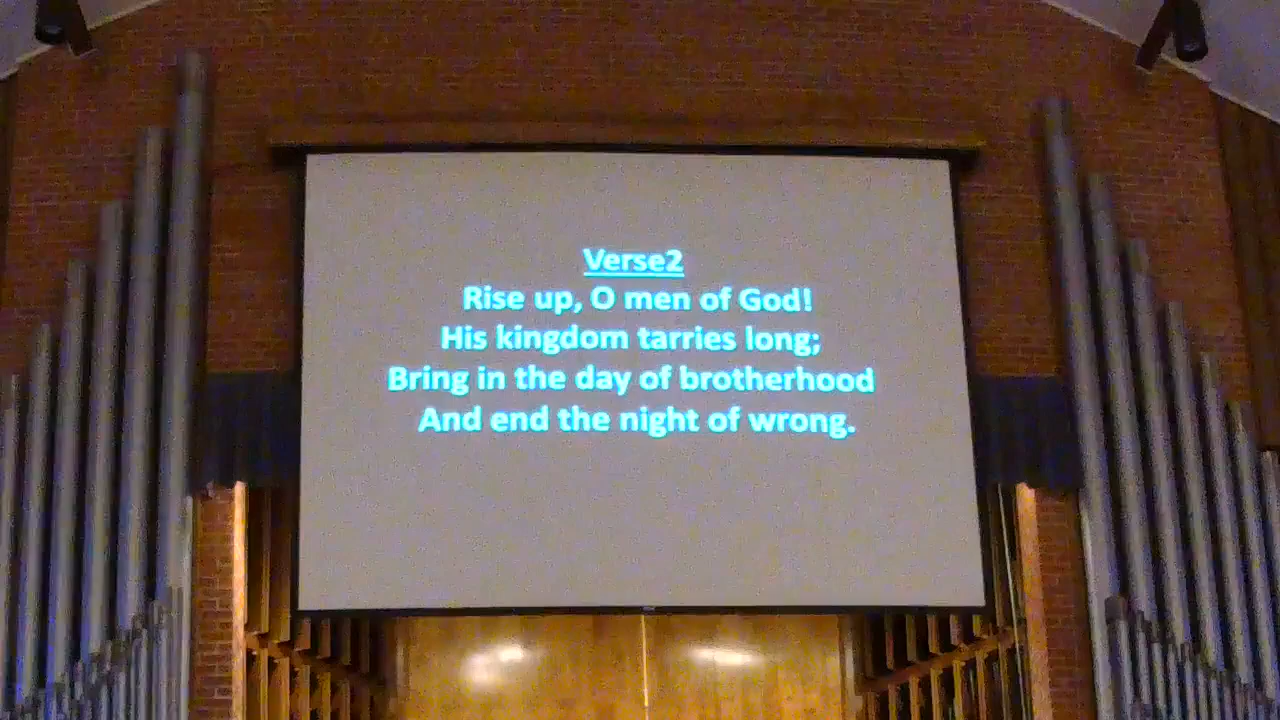 Verse2
Rise up, O men of God!
His kingdom tarries long;
Bring in the day of brotherhood
And end the night of wrong.